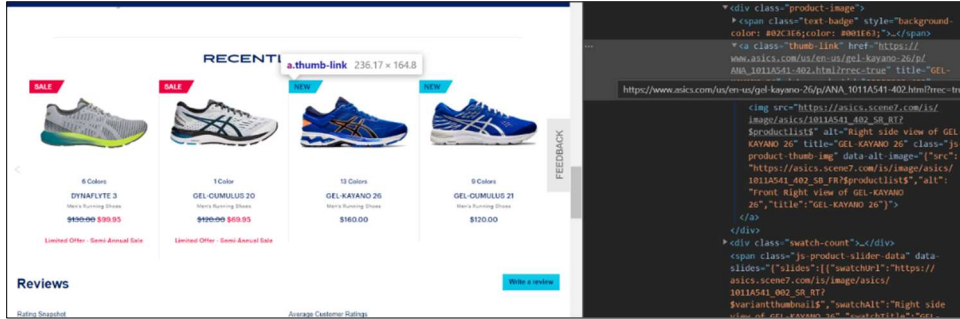 RECENTL
a.thumb-link 236.17 × 164.8
SALE
SALE
NEW
NEW
6 Colors
1 Color
13 Colors
9 Colors
DYNAFLYTE 3
GEL-CUMULUS 20
GEL-KAYANO 26
GEL-CUMULUS 21
Men's Running Shoes
Men's Running Shoes
Men's Running Shoes
Men's Running Shoes
$130.00 $99.95
$120.00 $69.95
$160.00
$120.00
Limited Offer - Semi Annual Sale
Limited Offer - Semi Annual Sale
FEEDBACK
Reviews
Write a review
Rating Snapshot
Average Customer Ratings
▼<div class="product-image">
▶<span class="text-badge" style="background-
color: #02C3E6;color: #001E63;">…</span>
▼<a class="thumb-link" href="https://
www.asics.com/us/en-us/gel-kayano-26/p/
ANA_1011A541-402.html?rrec=true" title="GEL-
https://www.asics.com/us/en-us/gel-kayano-26/p/ANA_1011A541-402.html?rrec=tr
<img src="https://asics.scene7.com/is/
image/asics/1011A541_402_SR_RT?
$productlist$" alt="Right side view of GEL
KAYANO 26" title="GEL-KAYANO 26" class="js-
product-thumb-img" data-alt-image="{"src":
"https://asics.scene7.com/is/image/asics/
1011A541_402_SB_FR?$productlist$","alt":
"Front Right view of GEL-KAYANO
26","title":"GEL-KAYANO 26"}">
</a>
</div>
▶<div class="swatch-count">…</div>
<span class="js-product-slider-data" data-
slides="{"slides":[{"swatchUrl":"https://
asics.scene7.com/is/image/asics/
1011A541_002_SR_RT?
$variantthumbnail$","swatchAlt":"Right side
view of GEL-KAYANO 26","swatchTitle":"GEL-